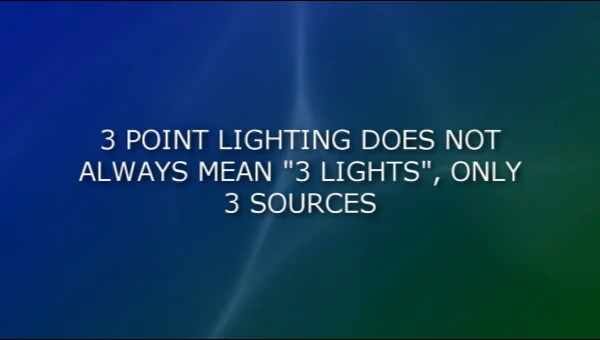 3 POINT LIGHTING DOES NOT
ALWAYS MEAN "3 LIGHTS", ONLY
3 SOURCES